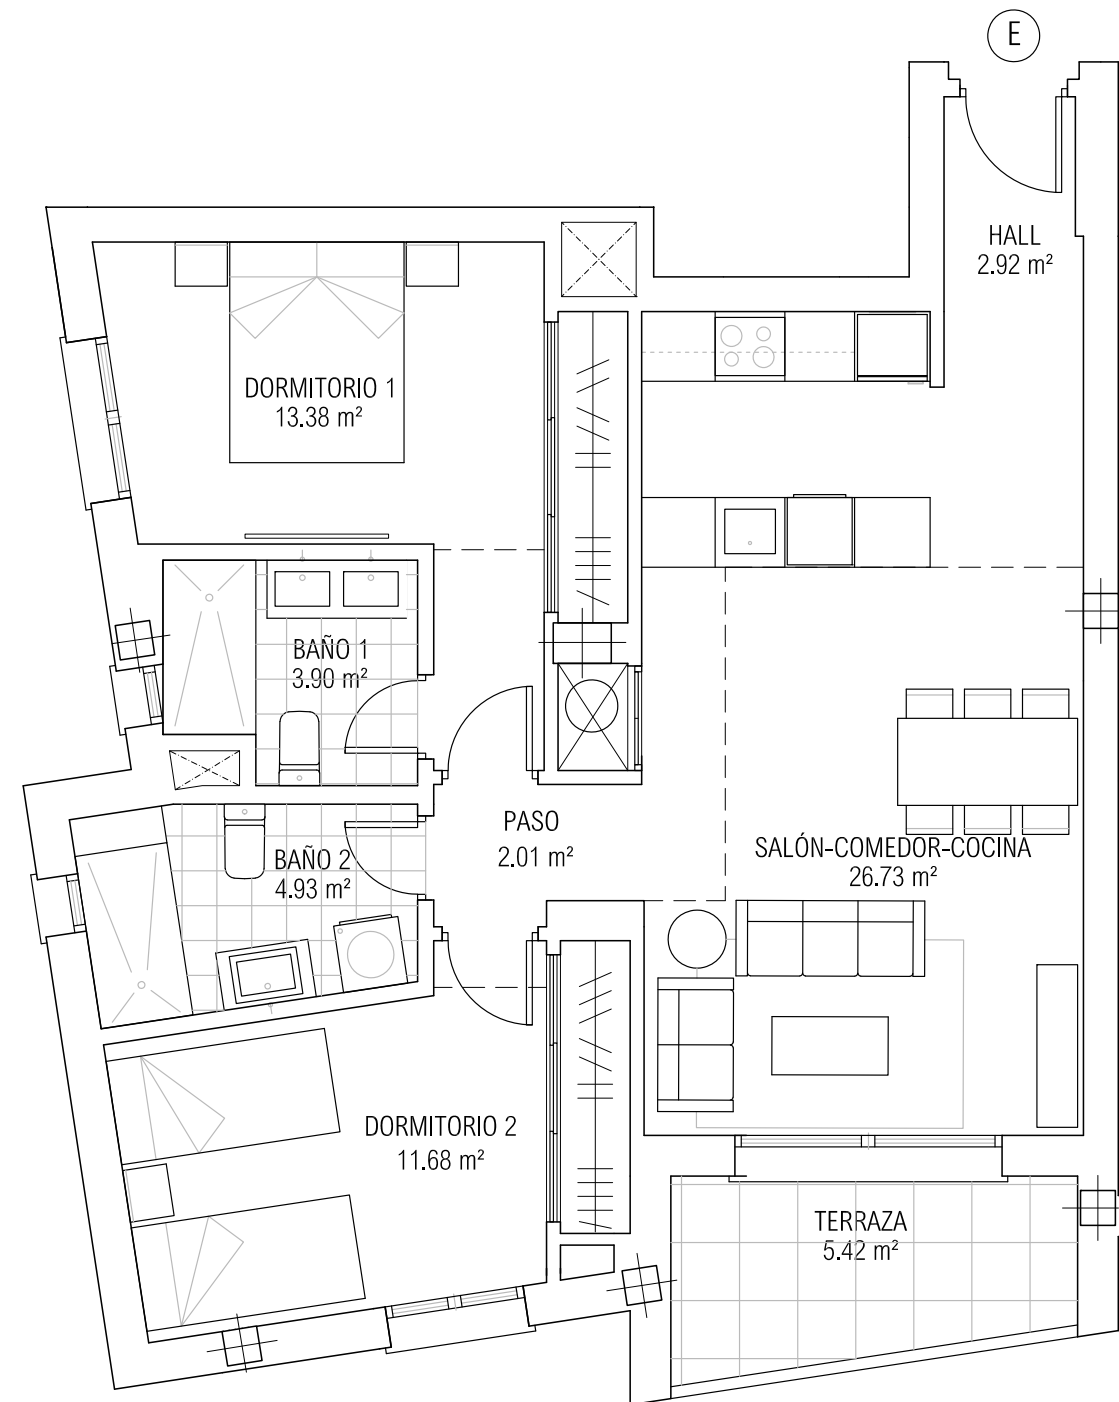 E
HALL
2.92 m²
DORMITORIO 1
13.38 m²
BAÑO 1
3.90 m²
PASO
2.01 m²
SALÓN-COMEDOR-COCINA
26.73 m²
BAÑO 2
4.93 m²
DORMITORIO 2
11.68 m²
TERRAZA
5.42 m²